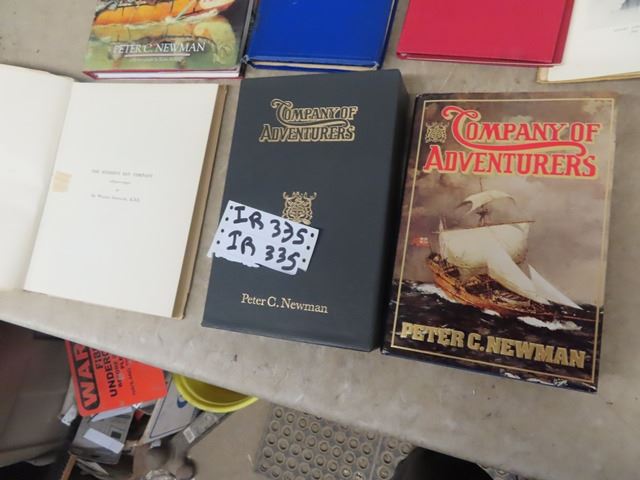 PETER C. NEWMAN
THE HUDSON'S BAY COMPANY
COMPANY OF
ADVENTURERS
IR 335
IR 335
Peter C. Newman
COMPANY OF
ADVENTURERS
PETER C. NEWMAN
WAR